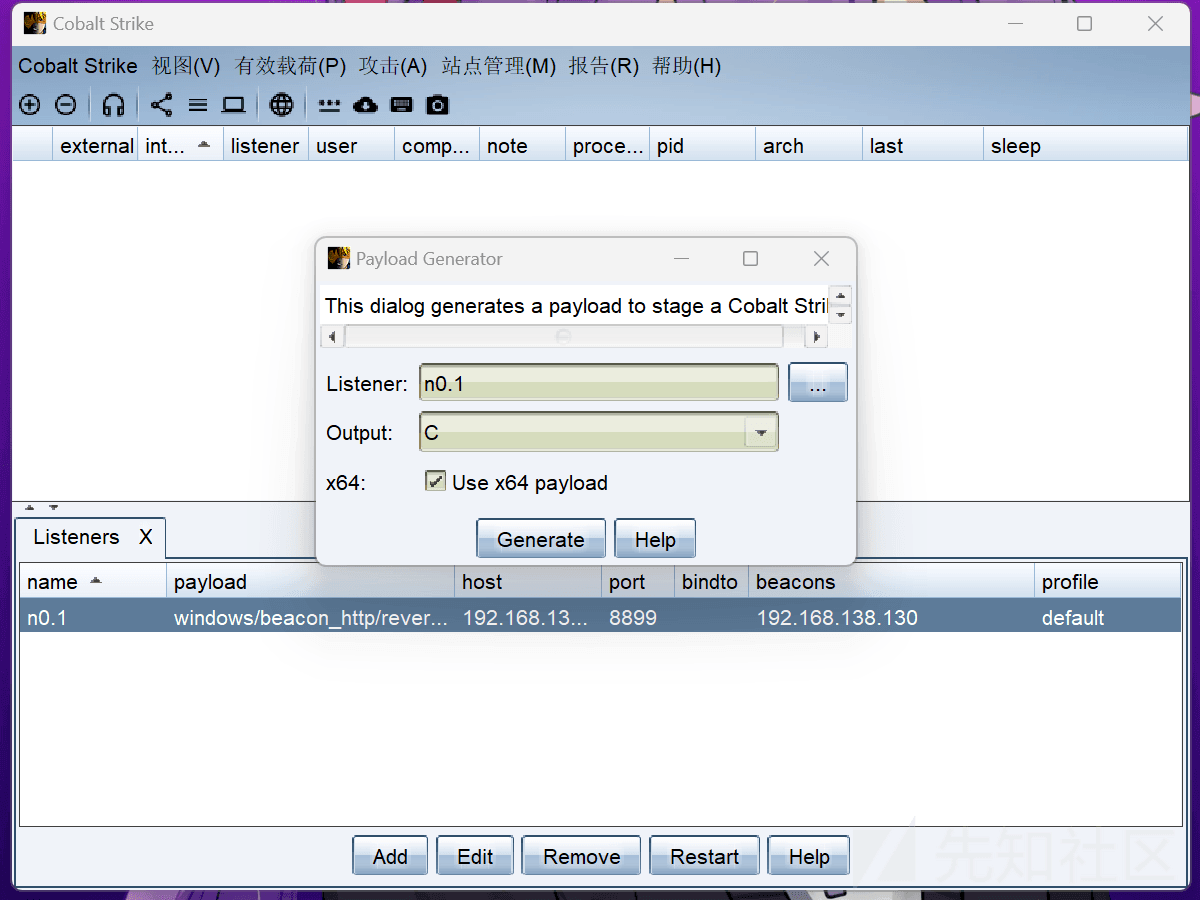 Cobalt Strike
Cobalt Strike 视图(V) 有效载荷(P) 攻击(A) 站点管理(M) 报告(R) 帮助(H)
external int... listener user comp... note proce... pid arch last sleep
Payload Generator
This dialog generates a payload to stage a Cobalt Stri
Listener: n0.1 ...
Output: C
x64: Use x64 payload
Generate Help
Listeners X
name payload host port bindto beacons profile
n0.1 windows/beacon_http/rever... 192.168.13... 8899 192.168.138.130 default
Add Edit Remove Restart Help
先知社区